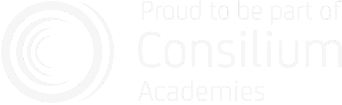 Proud to be part of
Consilium
Academies